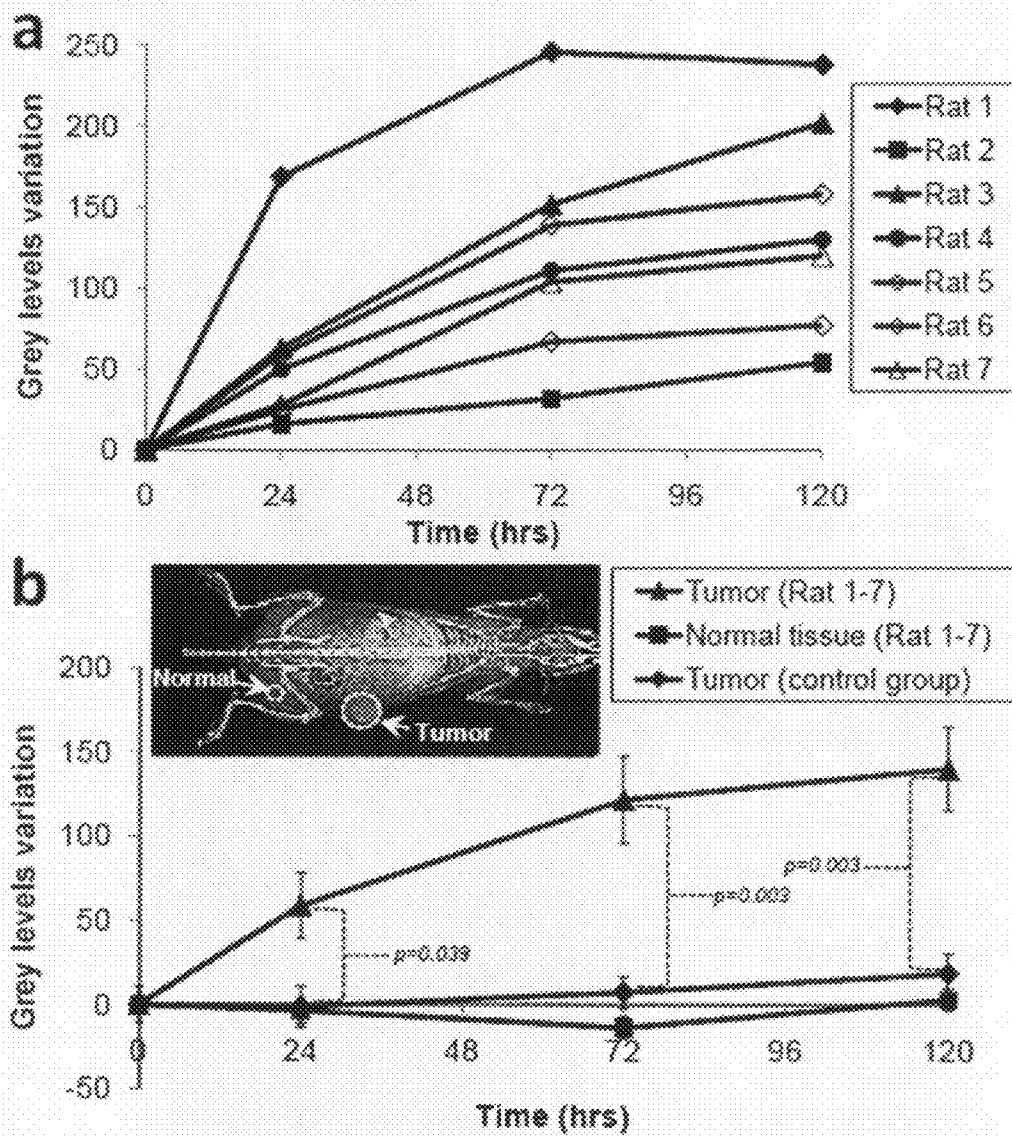 a
Grey levels variation
250
200
150
100
50
0
0 24 48 72 96 120
Time (hrs)
Rat 1
Rat 2
Rat 3
Rat 4
Rat 5
Rat 6
Rat 7
b
Grey levels variation
200
150
100
50
0
-50
Normal
Tumor
Tumor (Rat 1-7)
Normal tissue (Rat 1-7)
Tumor (control group)
p=0.039
p=0.003
p=0.003
0 24 48 72 96 120
Time (hrs)